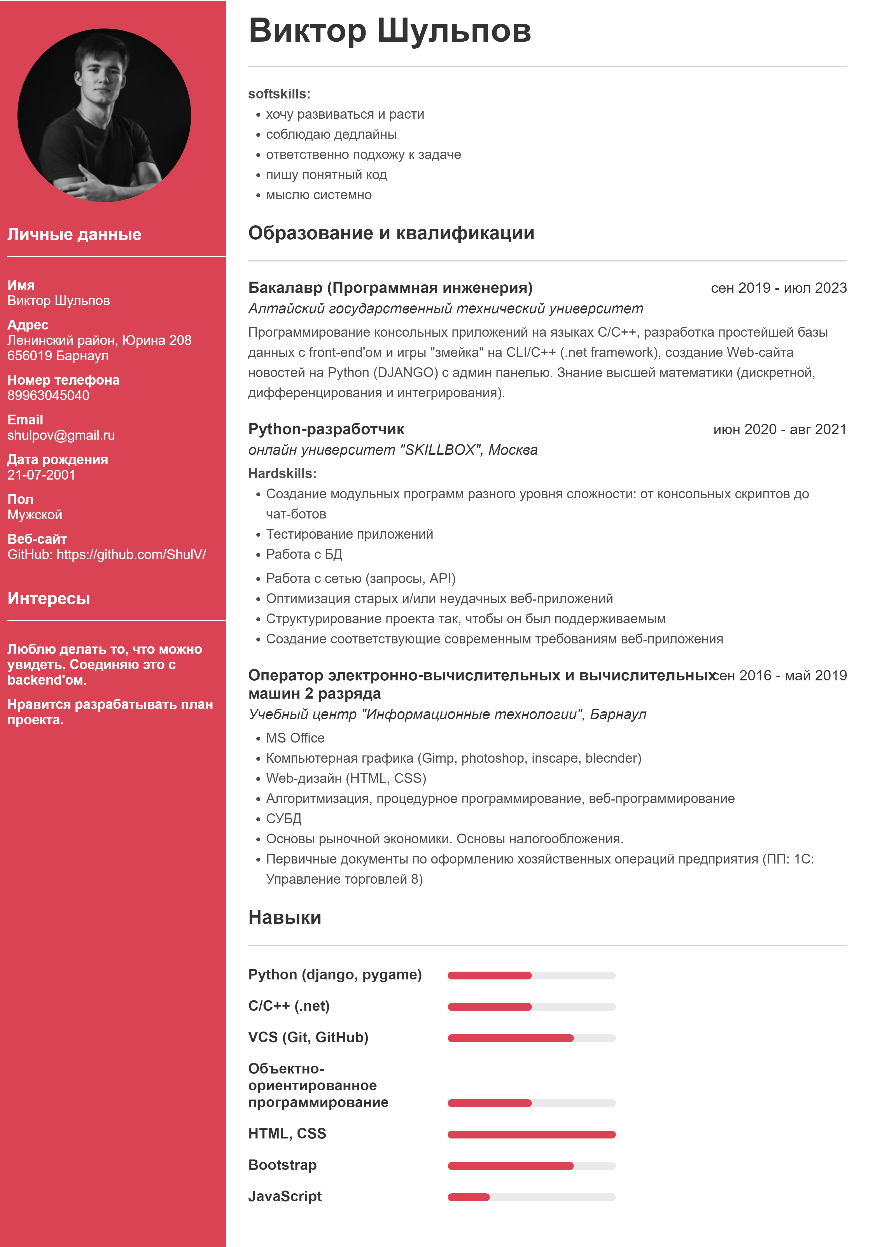 Виктор Шульпов
softskills:
хочу развиваться и расти
соблюдаю дедлайны
ответственно подхожу к задаче
пишу понятный код
мыслю системно
Личные данные
Имя
Виктор Шульпов
Адрес
Ленинский район, Юрина 208
656019 Барнаул
Номер телефона
89963045040
Email
shulpov@gmail.ru
Дата рождения
21-07-2001
Пол
Мужской
Веб-сайт
GitHub: https://github.com/ShulV/
Интересы
Люблю делать то, что можно
увидеть. Соединяю это с
backend'ом.
Нравится разрабатывать план
проекта.
Образование и квалификации
Бакалавр (Программная инженерия) сен 2019 - июл 2023
Алтайский государственный технический университет
Программирование консольных приложений на языках C/C++, разработка простейшей базы
данных с front-end'ом и игры "змейка" на CLI/C++ (.net framework), создание Web-сайта
новостей на Python (DJANGO) с админ панелью. Знание высшей математики (дискретной,
дифференцирования и интегрирования).
Python-разработчик июн 2020 - авг 2021
онлайн университет "SKILLBOX", Москва
Hardskills:
Создание модульных программ разного уровня сложности: от консольных скриптов до
чат-ботов
Тестирование приложений
Работа с БД
Работа с сетью (запросы, API)
Оптимизация старых и/или неудачных веб-приложений
Структурирование проекта так, чтобы он был поддерживаемым
Создание соответствующие современным требованиям веб-приложения
Оператор электронно-вычислительных и вычислительных сен 2016 - май 2019
машин 2 разряда
Учебный центр "Информационные технологии", Барнаул
MS Office
Компьютерная графика (Gimp, photoshop, inscape, blecnder)
Web-дизайн (HTML, CSS)
Алгоритмизация, процедурное программирование, веб-программирование
СУБД
Основы рыночной экономики. Основы налогообложения.
Первичные документы по оформлению хозяйственных операций предприятия (ПП: 1С:
Управление торговлей 8)
Навыки
Python (django, pygame)
C/C++ (.net)
VCS (Git, GitHub)
Объектно-
ориентированное
программирование
HTML, CSS
Bootstrap
JavaScript